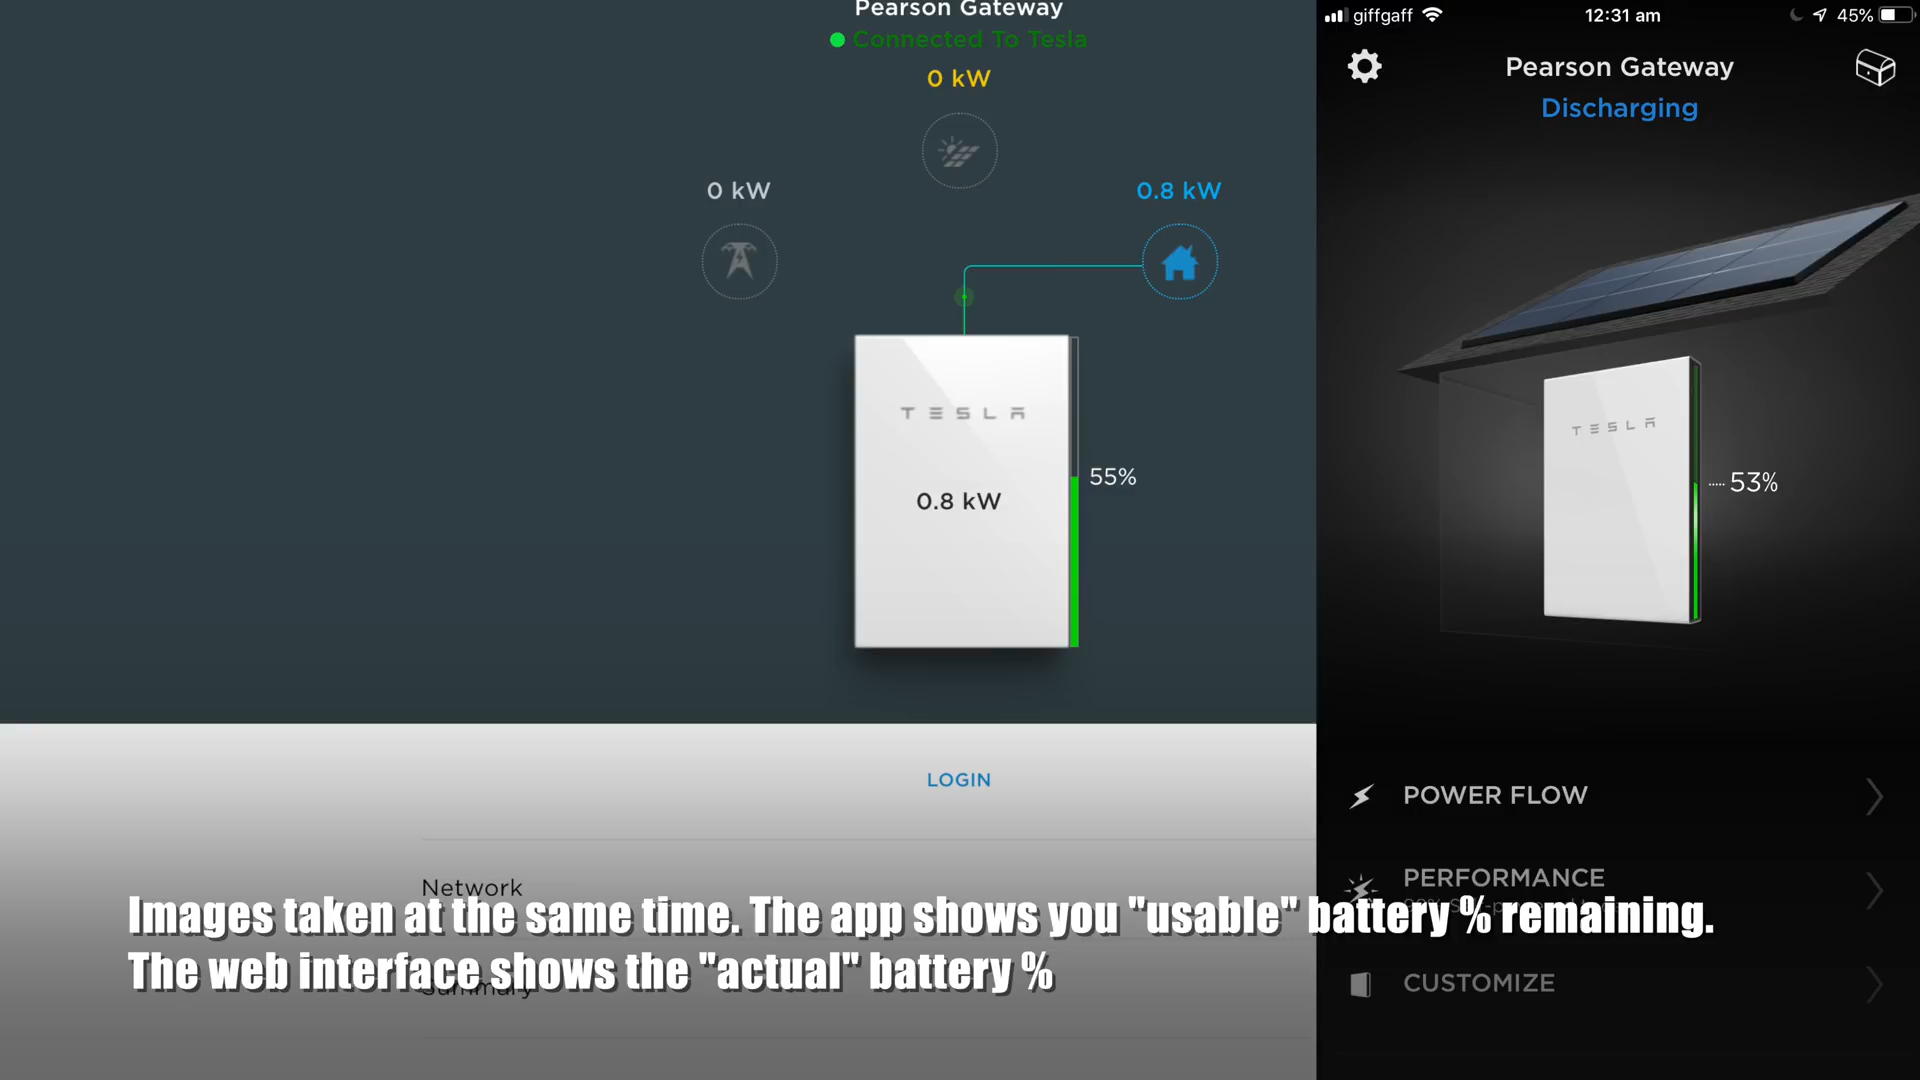 Pearson Gateway
Connected To Tesla
0 kW
0 kW
0.8 kW
TESLA
0.8 kW
55%
LOGIN
Network
Summary
giffgaff
12:31 am
45%
Pearson Gateway
Discharging
TESLA
53%
POWER FLOW
PERFORMANCE
CUSTOMIZE
Images taken at the same time. The app shows you "usable" battery % remaining.
The web interface shows the "actual" battery %